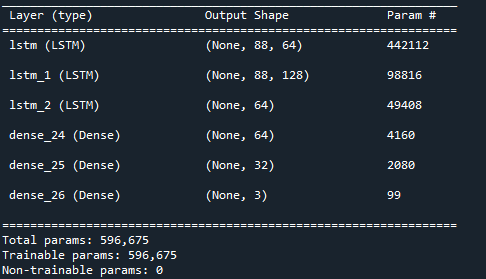 Layer (type) Output Shape Param #
=================================================================
lstm (LSTM) (None, 88, 64) 442112
lstm_1 (LSTM) (None, 88, 128) 98816
lstm_2 (LSTM) (None, 64) 49408
dense_24 (Dense) (None, 64) 4160
dense_25 (Dense) (None, 32) 2080
dense_26 (Dense) (None, 3) 99
=================================================================
Total params: 596,675
Trainable params: 596,675
Non-trainable params: 0